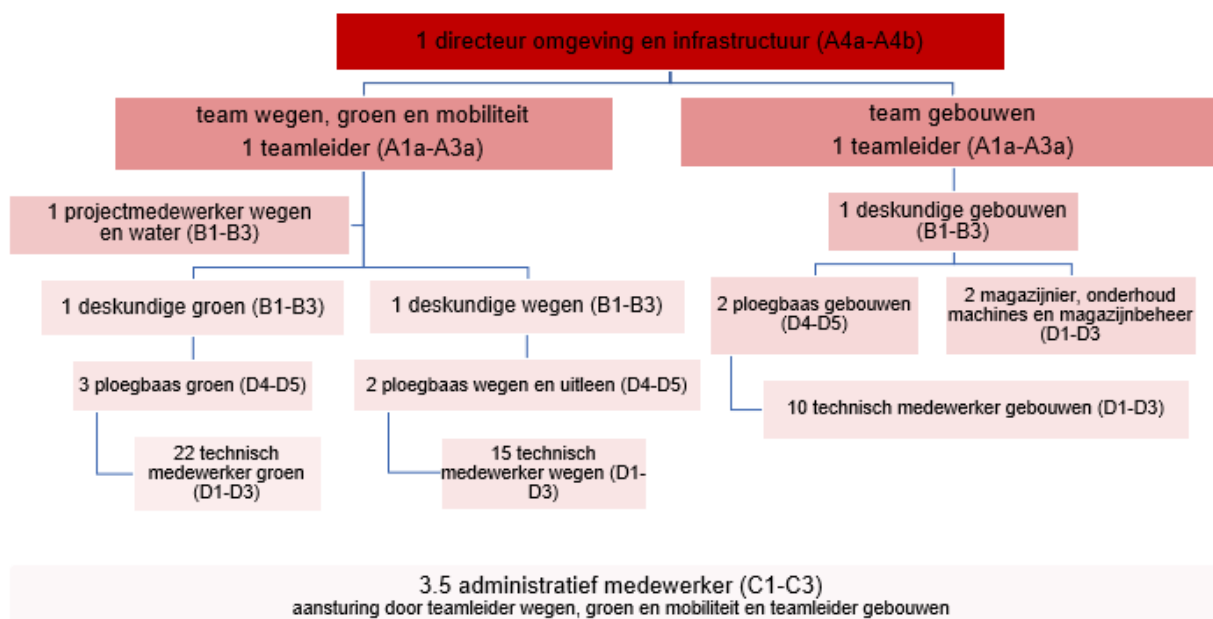 1 directeur omgeving en infrastructuur (A4a-A4b)
team wegen, groen en mobiliteit
1 teamleider (A1a-A3a)
team gebouwen
1 teamleider (A1a-A3a)
1 projectmedewerker wegen
en water (B1-B3)
1 deskundige gebouwen
(B1-B3)
1 deskundige groen (B1-B3)
1 deskundige wegen (B1-B3)
2 ploegbaas gebouwen
(D4-D5)
2 magazijnier, onderhoud
machines en magazijnbeheer
(D1-D3
3 ploegbaas groen (D4-D5)
2 ploegbaas wegen en uitleen (D4-D5)
10 technisch medewerker gebouwen (D1-D3)
22 technisch
medewerker groen
(D1-D3)
15 technisch
medewerker wegen (D1-
D3)
3.5 administratief medewerker (C1-C3)
aansturing door teamleider wegen, groen en mobiliteit en teamleider gebouwen